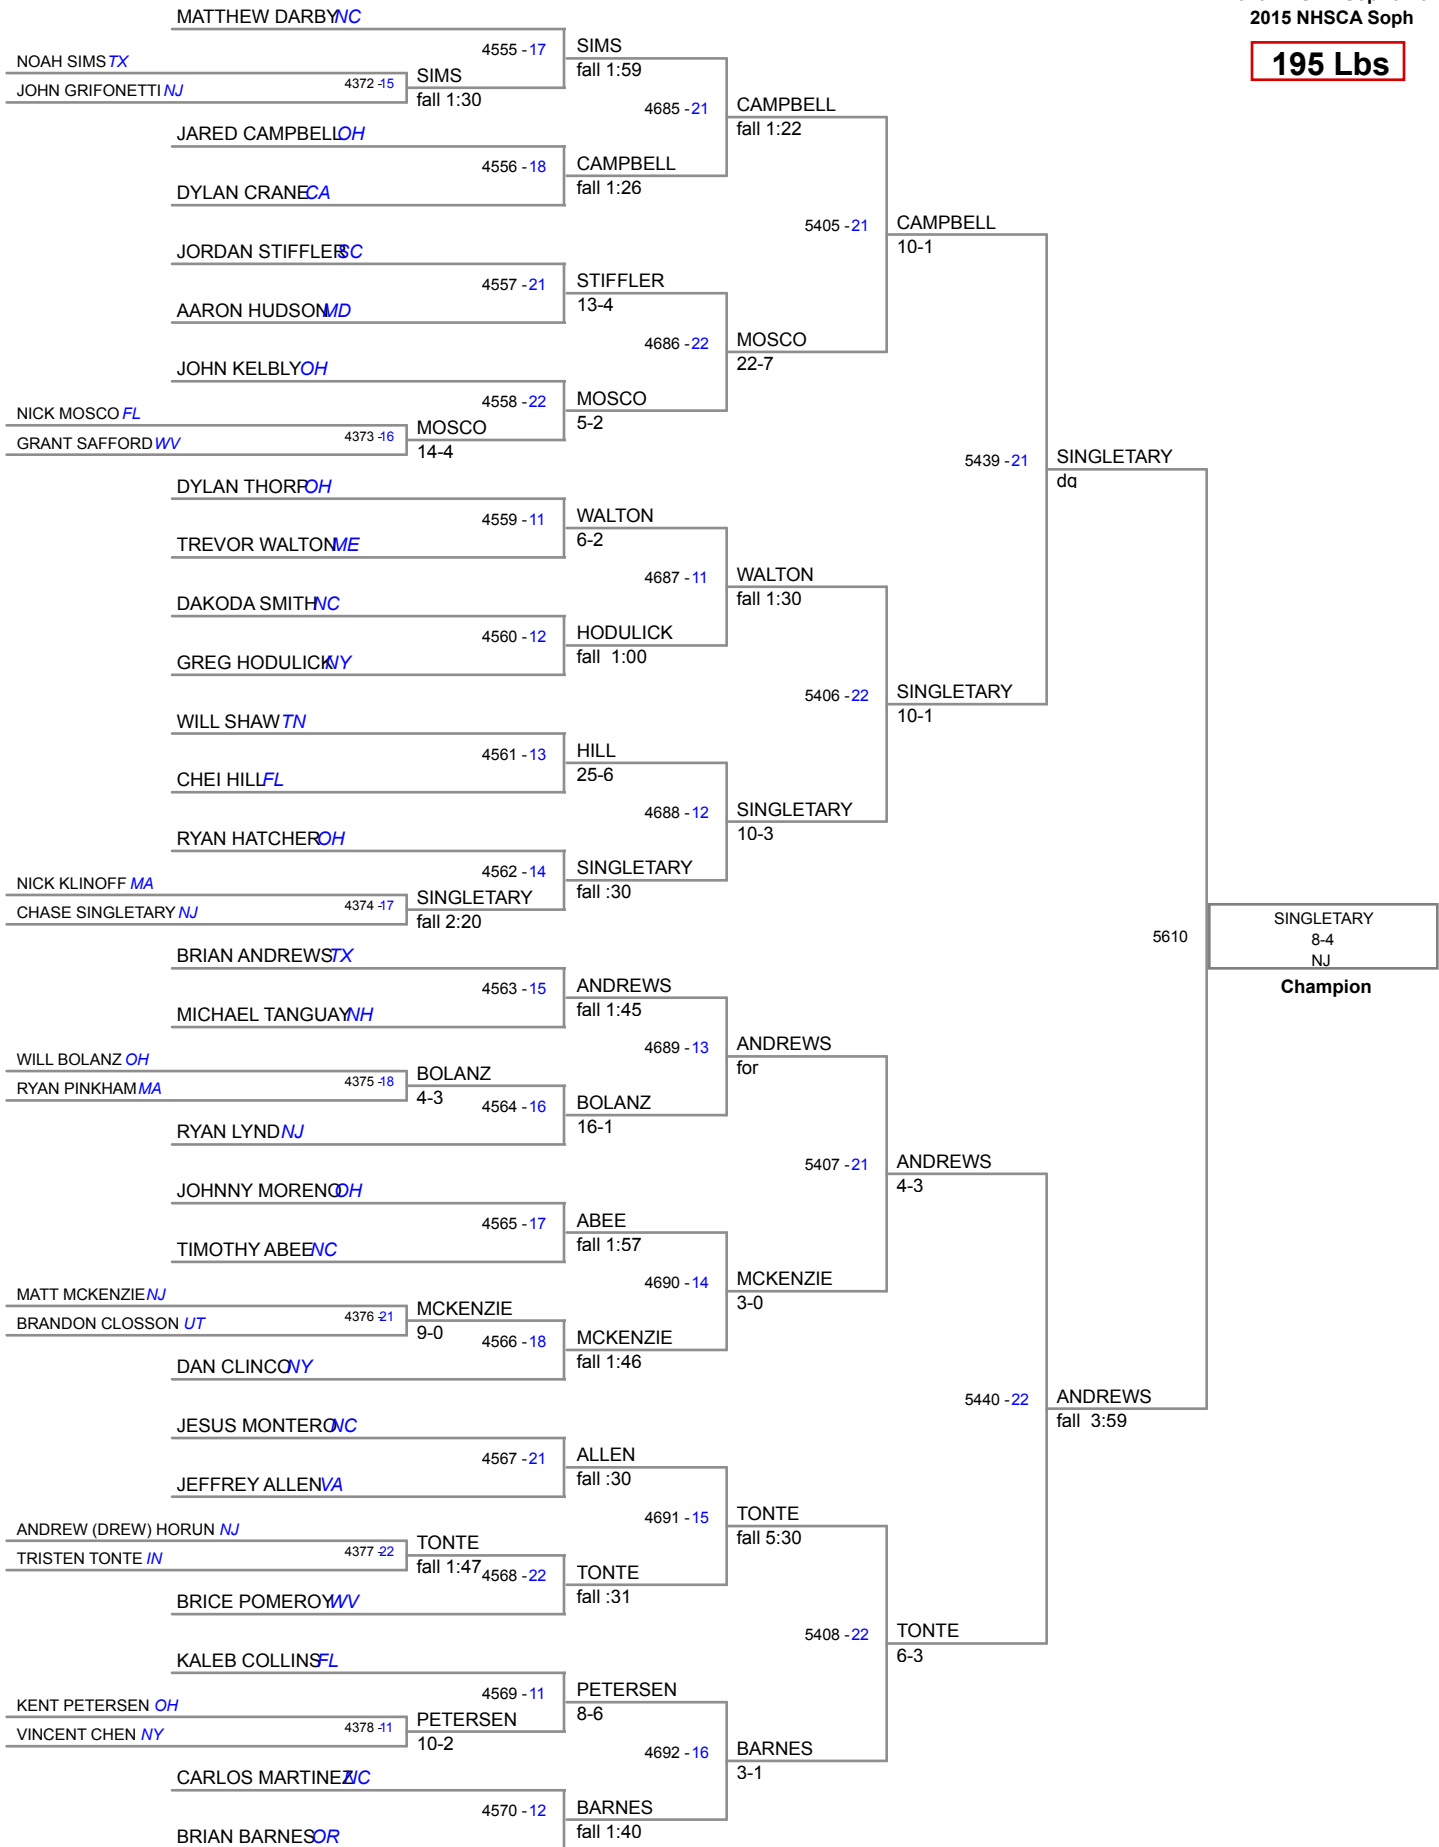 2015 NHSCA Soph
195 Lbs
MATTHEW DARBY NC
4555 - 17
SIMS
fall 1:59
NOAH SIMS TX
JOHN GRIFONETTI NJ
4372 -15
SIMS
fall 1:30
4685 - 21
CAMPBELL
fall 1:22
JARED CAMPBELL OH
4556 - 18
CAMPBELL
fall 1:26
DYLAN CRANE CA
5405 - 21
CAMPBELL
10-1
JORDAN STIFFLER SC
4557 - 21
STIFFLER
13-4
AARON HUDSON MD
4686 - 22
MOSCO
22-7
JOHN KELBLY OH
4558 - 22
MOSCO
5-2
NICK MOSCO FL
GRANT SAFFORD WV
4373 -16
MOSCO
14-4
5439 - 21
SINGLETARY
dq
DYLAN THORP OH
4559 - 11
WALTON
6-2
TREVOR WALTON ME
4687 - 11
WALTON
fall 1:30
DAKODA SMITH NC
4560 - 12
HODULICK
fall 1:00
GREG HODULICK NY
5406 - 22
SINGLETARY
10-1
WILL SHAW TN
4561 - 13
HILL
25-6
CHEI HILL FL
4688 - 12
SINGLETARY
10-3
RYAN HATCHER OH
4562 - 14
SINGLETARY
fall :30
NICK KLINOFF MA
CHASE SINGLETARY NJ
4374 -17
SINGLETARY
fall 2:20
5610
SINGLETARY
8-4
NJ
Champion
BRIAN ANDREWS TX
4563 - 15
ANDREWS
fall 1:45
MICHAEL TANGUAY NH
4689 - 13
ANDREWS
for
WILL BOLANZ OH
RYAN PINKHAM MA
4375 -18
BOLANZ
4-3
4564 - 16
BOLANZ
16-1
RYAN LYND NJ
5407 - 21
ANDREWS
4-3
JOHNNY MORENO OH
4565 - 17
ABEE
fall 1:57
TIMOTHY ABEE NC
4690 - 14
MCKENZIE
3-0
MATT MCKENZIE NJ
BRANDON CLOSSON UT
4376 -21
MCKENZIE
9-0
4566 - 18
MCKENZIE
fall 1:46
DAN CLINCO NY
5440 - 22
ANDREWS
fall 3:59
JESUS MONTERO NC
4567 - 21
ALLEN
fall :30
JEFFREY ALLEN VA
4691 - 15
TONTE
fall 5:30
ANDREW (DREW) HORUN NJ
TRISTEN TONTE IN
4377 -22
TONTE
fall 1:47
4568 - 22
TONTE
fall :31
BRICE POMEROY WV
5408 - 22
TONTE
6-3
KALEB COLLINS FL
4569 - 11
PETERSEN
8-6
KENT PETERSEN OH
VINCENT CHEN NY
4378 -11
PETERSEN
10-2
4692 - 16
BARNES
3-1
CARLOS MARTINEZ NC
4570 - 12
BARNES
fall 1:40
BRIAN BARNES OR